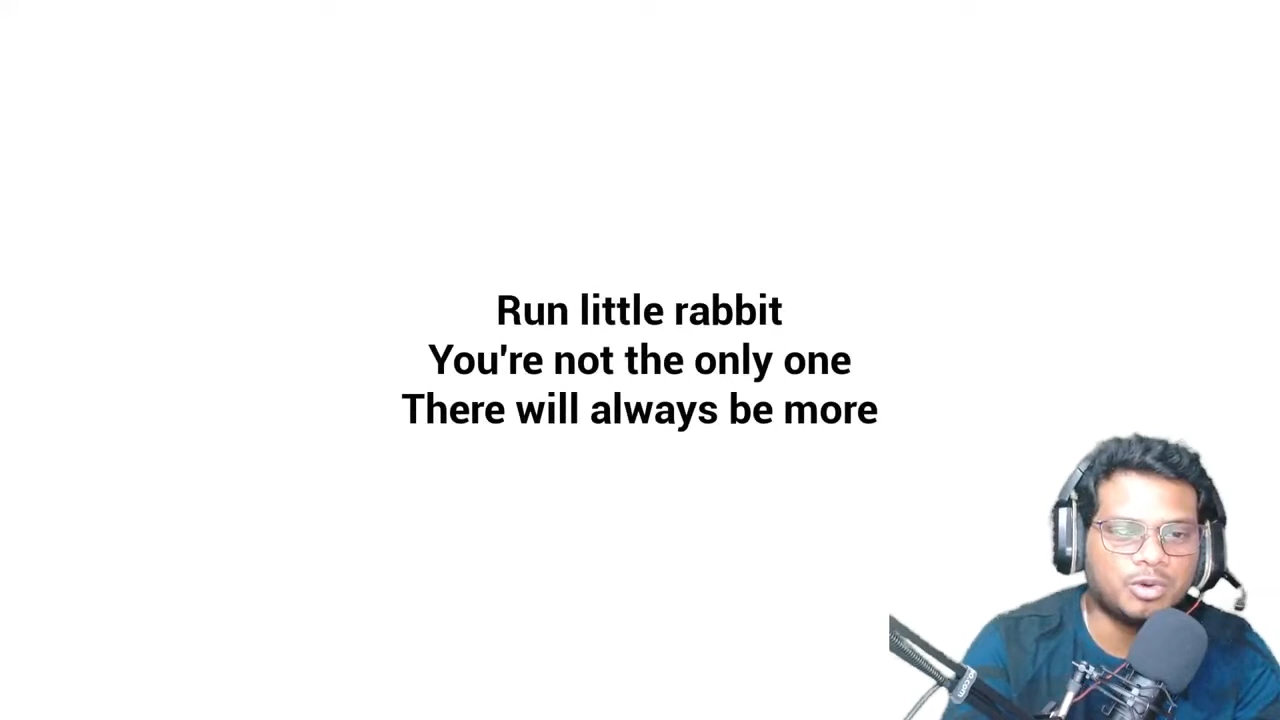 Run little rabbit
You're not the only one
There will always be more